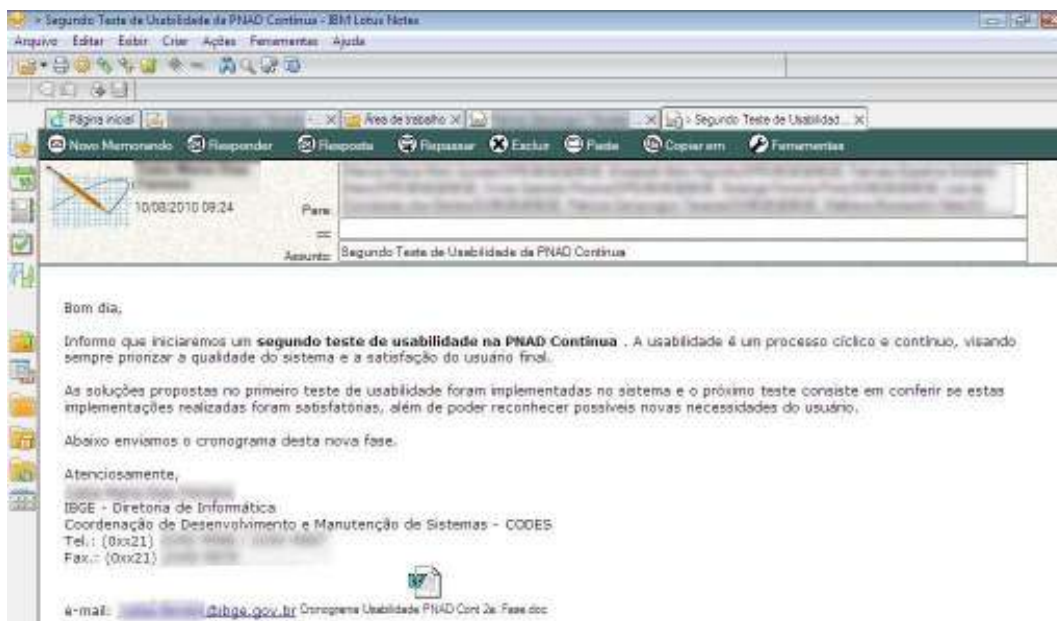 > Segundo Teste de Usabilidade da PNAD Contínua - IBM Lotus Notes
Arquivo Editar Exibir Criar Ações Ferramentas Ajuda
Página inicial Área de trabalho > Segundo Teste de Usabilidad...
Novo Memorando Responder Resposta Repassar Excluir Pasta Copiar em Ferramentas
10/08/2010 09:24
Para:
cc:
Assunto: Segundo Teste de Usabilidade da PNAD Contínua
Bom dia,
Informo que iniciaremos um segundo teste de usabilidade na PNAD Contínua . A usabilidade é um processo cíclico e contínuo, visando
sempre priorizar a qualidade do sistema e a satisfação do usuário final.
As soluções propostas no primeiro teste de usabilidade foram implementadas no sistema e o próximo teste consiste em conferir se estas
implementações realizadas foram satisfatórias, além de poder reconhecer possíveis novas necessidades do usuário.
Abaixo enviamos o cronograma desta nova fase.
Atenciosamente,
IBGE - Diretoria de Informática
Coordenação de Desenvolvimento e Manutenção de Sistemas - CODES
Tel.: (0xx21)
Fax.: (0xx21)
e-mail: @ibge.gov.br Cronograma Usabilidade PNAD Cont 2a. Fase.doc